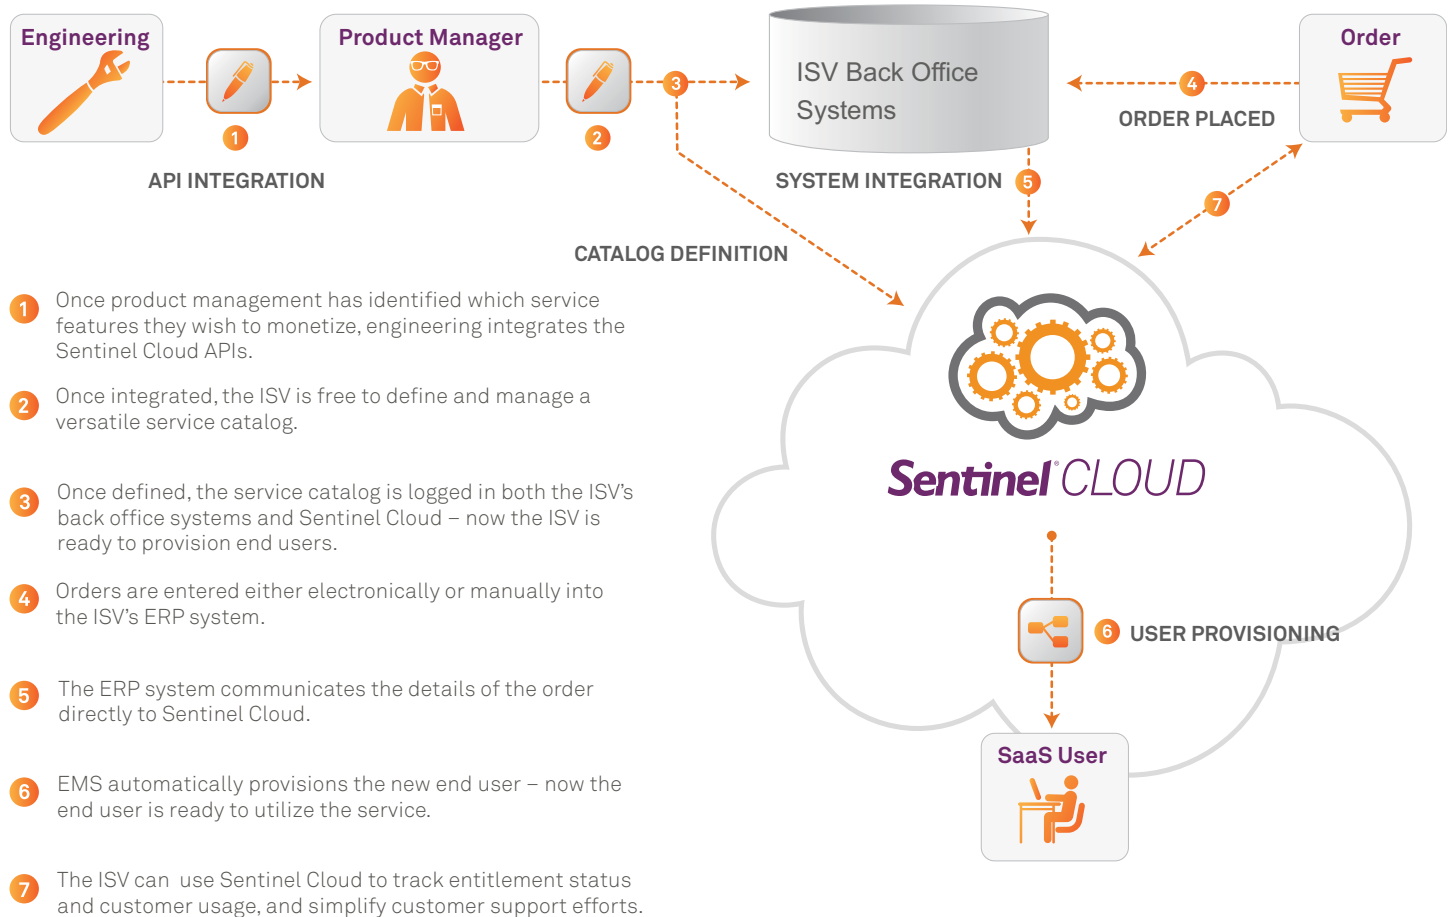 Engineering
Product Manager
ISV Back Office
Systems
Order
3
4
ORDER PLACED
1
2
API INTEGRATION
SYSTEM INTEGRATION
5
7
CATALOG DEFINITION
1 Once product management has identified which service
features they wish to monetize, engineering integrates the
Sentinel Cloud APIs.
2 Once integrated, the ISV is free to define and manage a
versatile service catalog.
3 Once defined, the service catalog is logged in both the ISV's
back office systems and Sentinel Cloud – now the ISV is
ready to provision end users.
4 Orders are entered either electronically or manually into
the ISV's ERP system.
5 The ERP system communicates the details of the order
directly to Sentinel Cloud.
6 EMS automatically provisions the new end user – now the
end user is ready to utilize the service.
7 The ISV can use Sentinel Cloud to track entitlement status
and customer usage, and simplify customer support efforts.
Sentinel® CLOUD
6 USER PROVISIONING
SaaS User